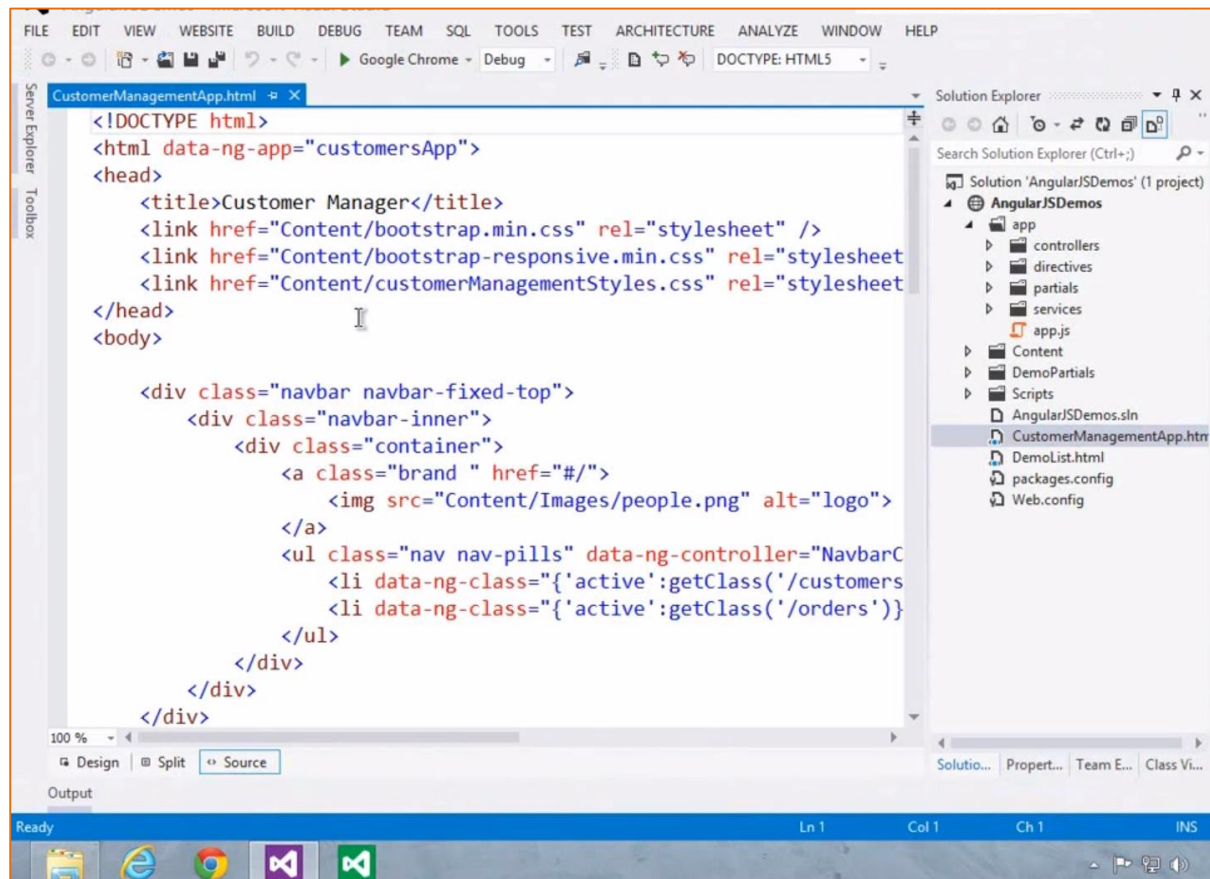 FILE EDIT VIEW WEBSITE BUILD DEBUG TEAM SQL TOOLS TEST ARCHITECTURE ANALYZE WINDOW HELP
Google Chrome Debug DOCTYPE: HTML5
Server Explorer
Toolbox
CustomerManagementApp.html
<!DOCTYPE html>
<html data-ng-app="customersApp">
<head>
<title>Customer Manager</title>
<link href="Content/bootstrap.min.css" rel="stylesheet" />
<link href="Content/bootstrap-responsive.min.css" rel="stylesheet
<link href="Content/customerManagementStyles.css" rel="stylesheet
</head>
<body>
<div class="navbar navbar-fixed-top">
<div class="navbar-inner">
<div class="container">
<a class="brand " href="#/">
<img src="Content/Images/people.png" alt="logo">
</a>
<ul class="nav nav-pills" data-ng-controller="NavbarC
<li data-ng-class="{'active':getClass('/customers
<li data-ng-class="{'active':getClass('/orders')}
</ul>
</div>
</div>
</div>
100 %
Design Split Source
Output
Solution Explorer
Search Solution Explorer (Ctrl+;)
Solution 'AngularJSDemos' (1 project)
AngularJSDemos
app
controllers
directives
partials
services
app.js
Content
DemoPartials
Scripts
AngularJSDemos.sln
CustomerManagementApp.htm
DemoList.html
packages.config
Web.config
Solutio... Propert... Team E... Class Vi...
Ready Ln 1 Col 1 Ch 1 INS